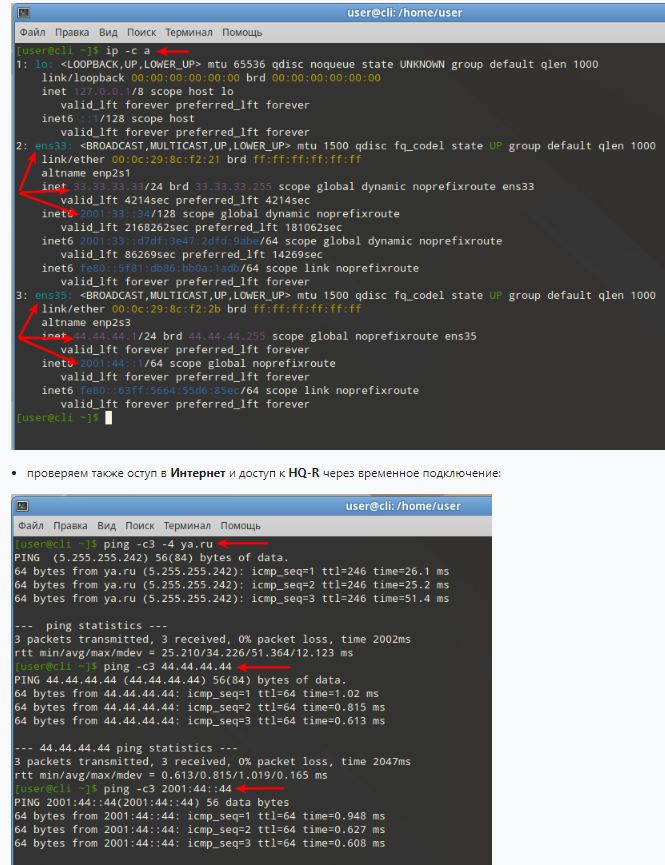 user@cli: /home/user
Файл Правка Вид Поиск Терминал Помощь
[user@cli ~]$ ip -c a
1: lo: <LOOPBACK,UP,LOWER_UP> mtu 65536 qdisc noqueue state UNKNOWN group default qlen 1000
link/loopback 00:00:00:00:00:00 brd 00:00:00:00:00:00
inet 127.0.0.1/8 scope host lo
valid_lft forever preferred_lft forever
inet6 ::1/128 scope host
valid_lft forever preferred_lft forever
2: ens33: <BROADCAST,MULTICAST,UP,LOWER_UP> mtu 1500 qdisc fq_codel state UP group default qlen 1000
link/ether 00:0c:29:8c:f2:21 brd ff:ff:ff:ff:ff:ff
altname enp2s1
inet 33.33.33.33/24 brd 33.33.33.255 scope global dynamic noprefixroute ens33
valid_lft 4214sec preferred_lft 4214sec
inet6 2001:33::34/128 scope global dynamic noprefixroute
valid_lft 2168262sec preferred_lft 181062sec
inet6 2001:33::d7df:3e47:2dfd:9abe/64 scope global dynamic noprefixroute
valid_lft 86269sec preferred_lft 14269sec
inet6 fe80::5f81:db86:bb0a:1adb/64 scope link noprefixroute
valid_lft forever preferred_lft forever
3: ens35: <BROADCAST,MULTICAST,UP,LOWER_UP> mtu 1500 qdisc fq_codel state UP group default qlen 1000
link/ether 00:0c:29:8c:f2:2b brd ff:ff:ff:ff:ff:ff
altname enp2s3
inet 44.44.44.1/24 brd 44.44.44.255 scope global noprefixroute ens35
valid_lft forever preferred_lft forever
inet6 2001:44::1/64 scope global noprefixroute
valid_lft forever preferred_lft forever
inet6 fe80::63ff:5664:55d6:85ec/64 scope link noprefixroute
valid_lft forever preferred_lft forever
[user@cli ~]$
• проверяем также оступ в Интернет и доступ к HQ-R через временное подключение:
user@cli: /home/user
Файл Правка Вид Поиск Терминал Помощь
[user@cli ~]$ ping -c3 -4 ya.ru
PING (5.255.255.242) 56(84) bytes of data.
64 bytes from ya.ru (5.255.255.242): icmp_seq=1 ttl=246 time=26.1 ms
64 bytes from ya.ru (5.255.255.242): icmp_seq=2 ttl=246 time=25.2 ms
64 bytes from ya.ru (5.255.255.242): icmp_seq=3 ttl=246 time=51.4 ms
--- ping statistics ---
3 packets transmitted, 3 received, 0% packet loss, time 2002ms
rtt min/avg/max/mdev = 25.210/34.226/51.364/12.123 ms
[user@cli ~]$ ping -c3 44.44.44.44
PING 44.44.44.44 (44.44.44.44) 56(84) bytes of data.
64 bytes from 44.44.44.44: icmp_seq=1 ttl=64 time=1.02 ms
64 bytes from 44.44.44.44: icmp_seq=2 ttl=64 time=0.815 ms
64 bytes from 44.44.44.44: icmp_seq=3 ttl=64 time=0.613 ms
--- 44.44.44.44 ping statistics ---
3 packets transmitted, 3 received, 0% packet loss, time 2047ms
rtt min/avg/max/mdev = 0.613/0.815/1.019/0.165 ms
[user@cli ~]$ ping -c3 2001:44::44
PING 2001:44::44(2001:44::44) 56 data bytes
64 bytes from 2001:44::44: icmp_seq=1 ttl=64 time=0.948 ms
64 bytes from 2001:44::44: icmp_seq=2 ttl=64 time=0.627 ms
64 bytes from 2001:44::44: icmp_seq=3 ttl=64 time=0.608 ms